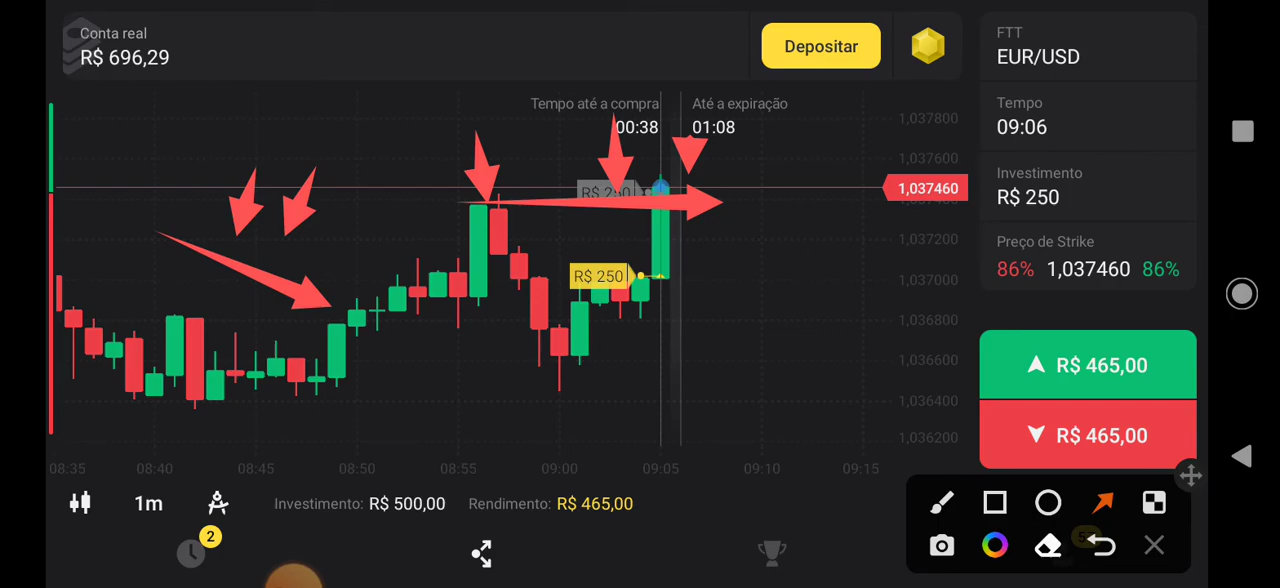 Conta real
R$ 696,29
Depositar
FTT
EUR/USD
Tempo
09:06
Investimento
R$ 250
Preço de Strike
86% 1,037460 86%
Tempo até a compra
00:38
Até a expiração
01:08
1,037800
1,037600
1,037460
1,037200
1,037000
1,036800
1,036600
1,036400
1,036200
R$ 250
R$ 250
08:35 08:40 08:45 08:50 08:55 09:00 09:05 09:10 09:15
R$ 465,00
R$ 465,00
1m
Investimento: R$ 500,00
Rendimento: R$ 465,00
2